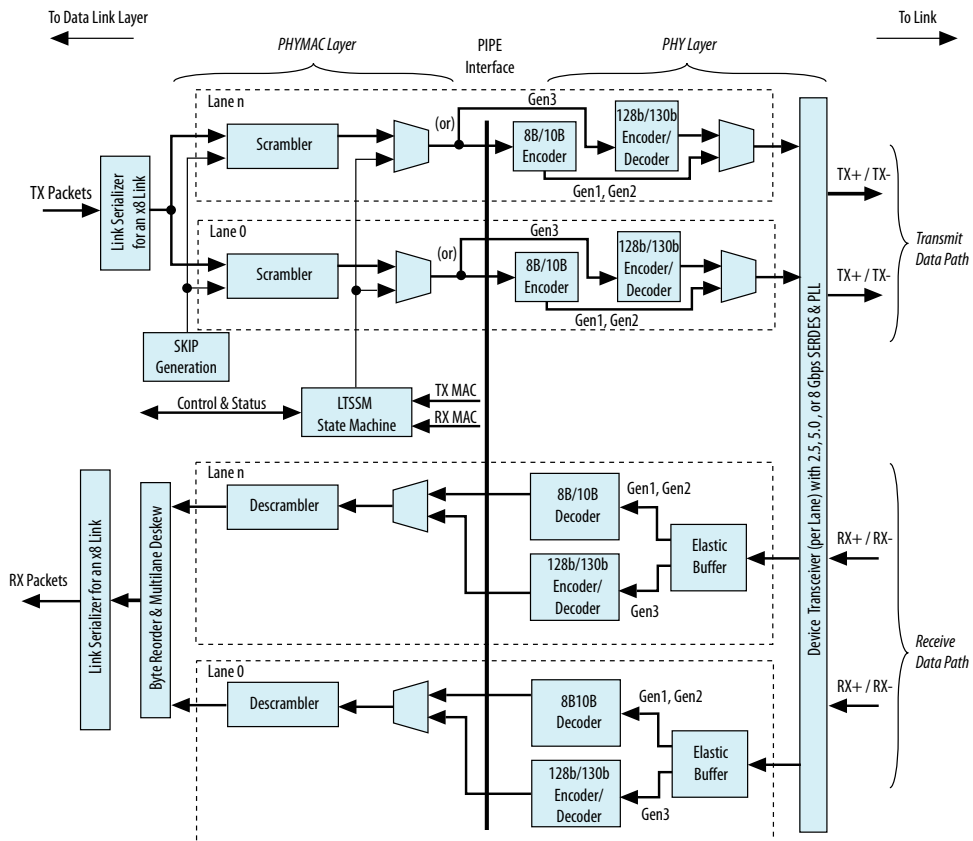 To Data Link Layer
To Link
PHYMAC Layer
PIPE
Interface
PHY Layer
Lane n
Scrambler
(or)
Gen3
8B/10B
Encoder
128b/130b
Encoder/
Decoder
Gen1, Gen2
TX Packets
Link Serializer
for an x8 Link
Lane 0
Scrambler
(or)
Gen3
8B/10B
Encoder
128b/130b
Encoder/
Decoder
Gen1, Gen2
TX+ / TX-
TX+ / TX-
Transmit
Data Path
SKIP
Generation
Control & Status
LTSSM
State Machine
TX MAC
RX MAC
Device Transceiver (per Lane) with 2.5, 5.0 , or 8 Gbps SERDES & PLL
Lane n
Descrambler
8B/10B
Decoder
Gen1, Gen2
128b/130b
Encoder/
Decoder
Gen3
Elastic
Buffer
RX+ / RX-
RX Packets
Link Serializer for an x8 Link
Byte Reorder & Multilane Deskew
Lane 0
Descrambler
8B10B
Decoder
Gen1, Gen2
128b/130b
Encoder/
Decoder
Gen3
Elastic
Buffer
RX+ / RX-
Receive
Data Path